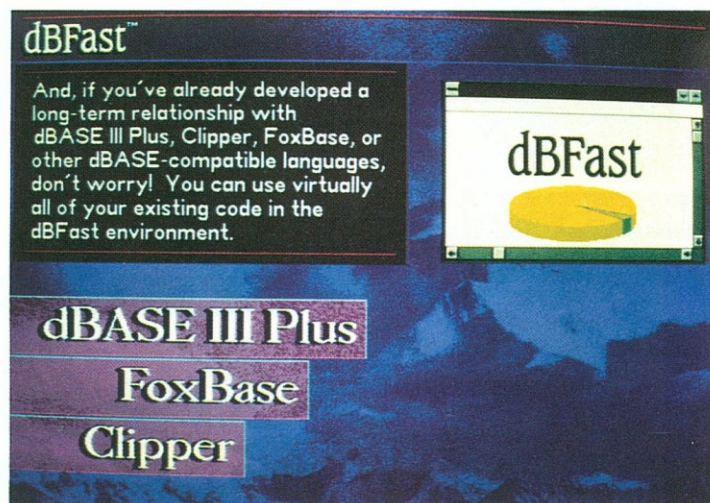 dBFast™
And, if you've already developed a
long-term relationship with
dBASE III Plus, Clipper, FoxBase, or
other dBASE-compatible languages,
don't worry! You can use virtually
all of your existing code in the
dBFast environment.
dBFast
dBASE III Plus
FoxBase
Clipper